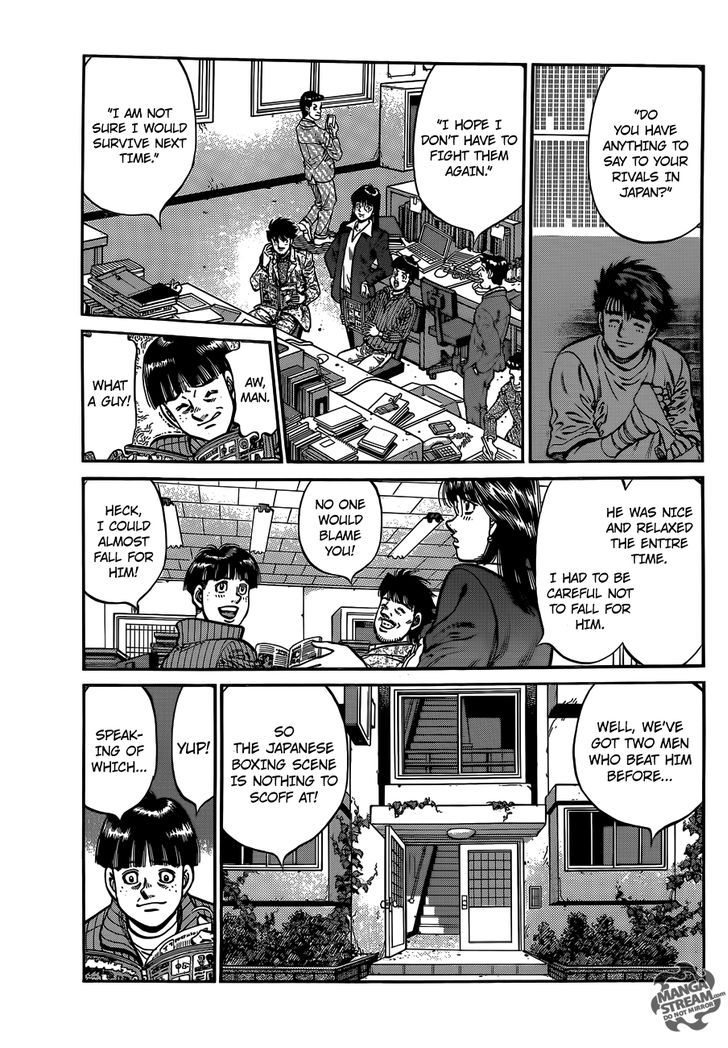 "DO
YOU HAVE
ANYTHING TO
SAY TO YOUR
RIVALS IN
JAPAN?"
"I HOPE I
DON'T HAVE TO
FIGHT THEM
AGAIN."
"I AM NOT
SURE I WOULD
SURVIVE NEXT
TIME."
AW,
MAN.
WHAT
A GUY!
HE WAS NICE
AND RELAXED
THE ENTIRE
TIME.
I HAD TO BE
CAREFUL NOT
TO FALL FOR
HIM.
NO ONE
WOULD
BLAME
YOU!
HECK,
I COULD
ALMOST
FALL FOR
HIM!
WELL, WE'VE
GOT TWO MEN
WHO BEAT HIM
BEFORE...
SO
THE JAPANESE
BOXING SCENE
IS NOTHING TO
SCOFF AT!
YUP!
SPEAK-
ING OF
WHICH...
MANGA
STREAM.com
DO NOT MIRROR